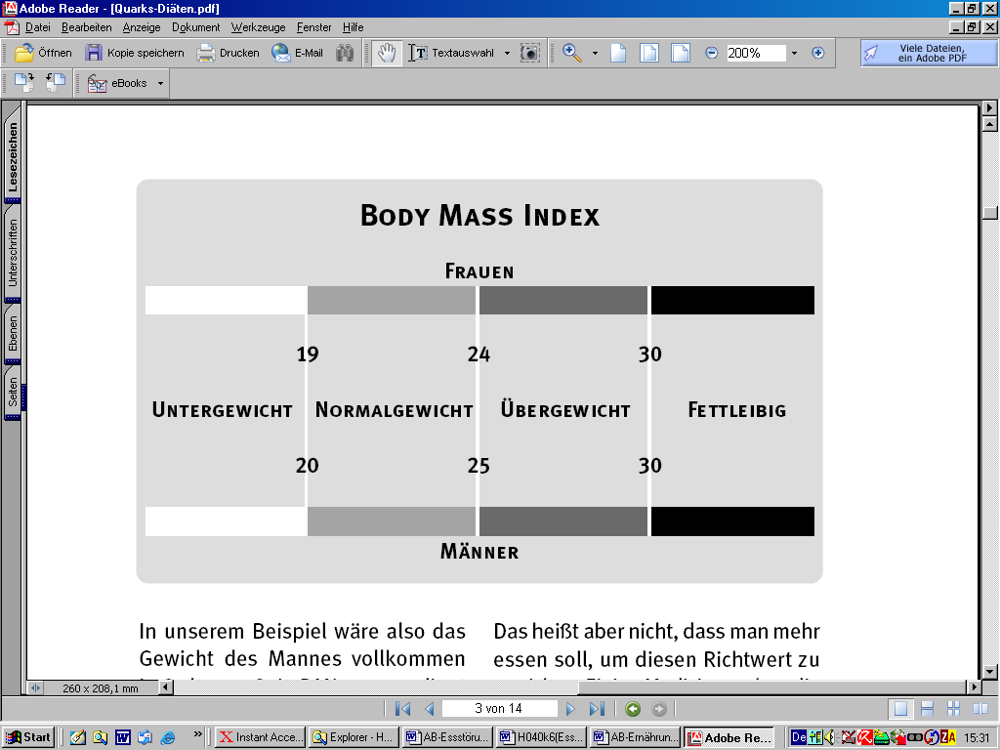 Adobe Reader - [Quarks-Diäten.pdf]
Datei Bearbeiten Anzeige Dokument Werkzeuge Fenster Hilfe
Öffnen Kopie speichern Drucken E-Mail Textauswahl 200% Viele Dateien,
ein Adobe PDF
eBooks
Lesezeichen
Unterschriften
Ebenen
Seiten
BODY MASS INDEX
FRAUEN
19 24 30
UNTERGEWICHT NORMALGEWICHT ÜBERGEWICHT FETTLEIBIG
20 25 30
MÄNNER
In unserem Beispiel wäre also das
Gewicht des Mannes vollkommen
Das heißt aber nicht, dass man mehr
essen soll, um diesen Richtwert zu
260 x 208,1 mm
3 von 14
Start » Instant Acce... Explorer - H... AB-Essstöru... H040k6(Ess... AB-Ernährun... Adobe Re... De 15:31